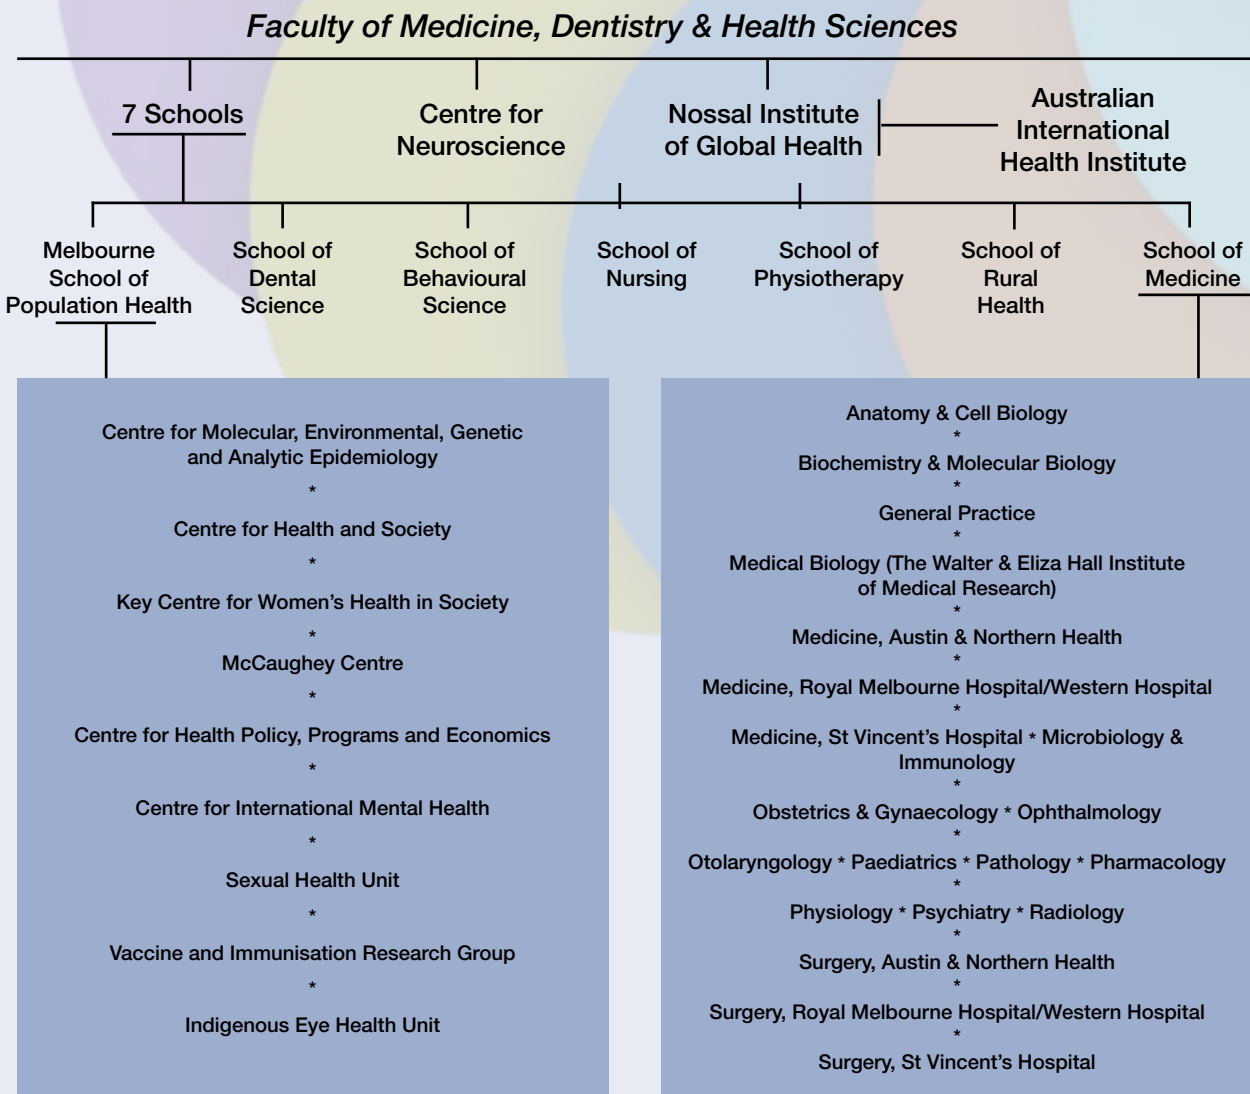 Faculty of Medicine, Dentistry & Health Sciences
7 Schools
Centre for
Neuroscience
Nossal Institute
of Global Health
Australian
International
Health Institute
Melbourne
School of
Population Health
School of
Dental
Science
School of
Behavioural
Science
School of
Nursing
School of
Physiotherapy
School of
Rural
Health
School of
Medicine
Centre for Molecular, Environmental, Genetic
and Analytic Epidemiology
*
Centre for Health and Society
*
Key Centre for Women's Health in Society
*
McCaughey Centre
*
Centre for Health Policy, Programs and Economics
*
Centre for International Mental Health
*
Sexual Health Unit
*
Vaccine and Immunisation Research Group
*
Indigenous Eye Health Unit
Anatomy & Cell Biology
*
Biochemistry & Molecular Biology
*
General Practice
*
Medical Biology (The Walter & Eliza Hall Institute
of Medical Research)
*
Medicine, Austin & Northern Health
*
Medicine, Royal Melbourne Hospital/Western Hospital
*
Medicine, St Vincent's Hospital * Microbiology &
Immunology
*
Obstetrics & Gynaecology * Ophthalmology
*
Otolaryngology * Paediatrics * Pathology * Pharmacology
*
Physiology * Psychiatry * Radiology
*
Surgery, Austin & Northern Health
*
Surgery, Royal Melbourne Hospital/Western Hospital
*
Surgery, St Vincent's Hospital